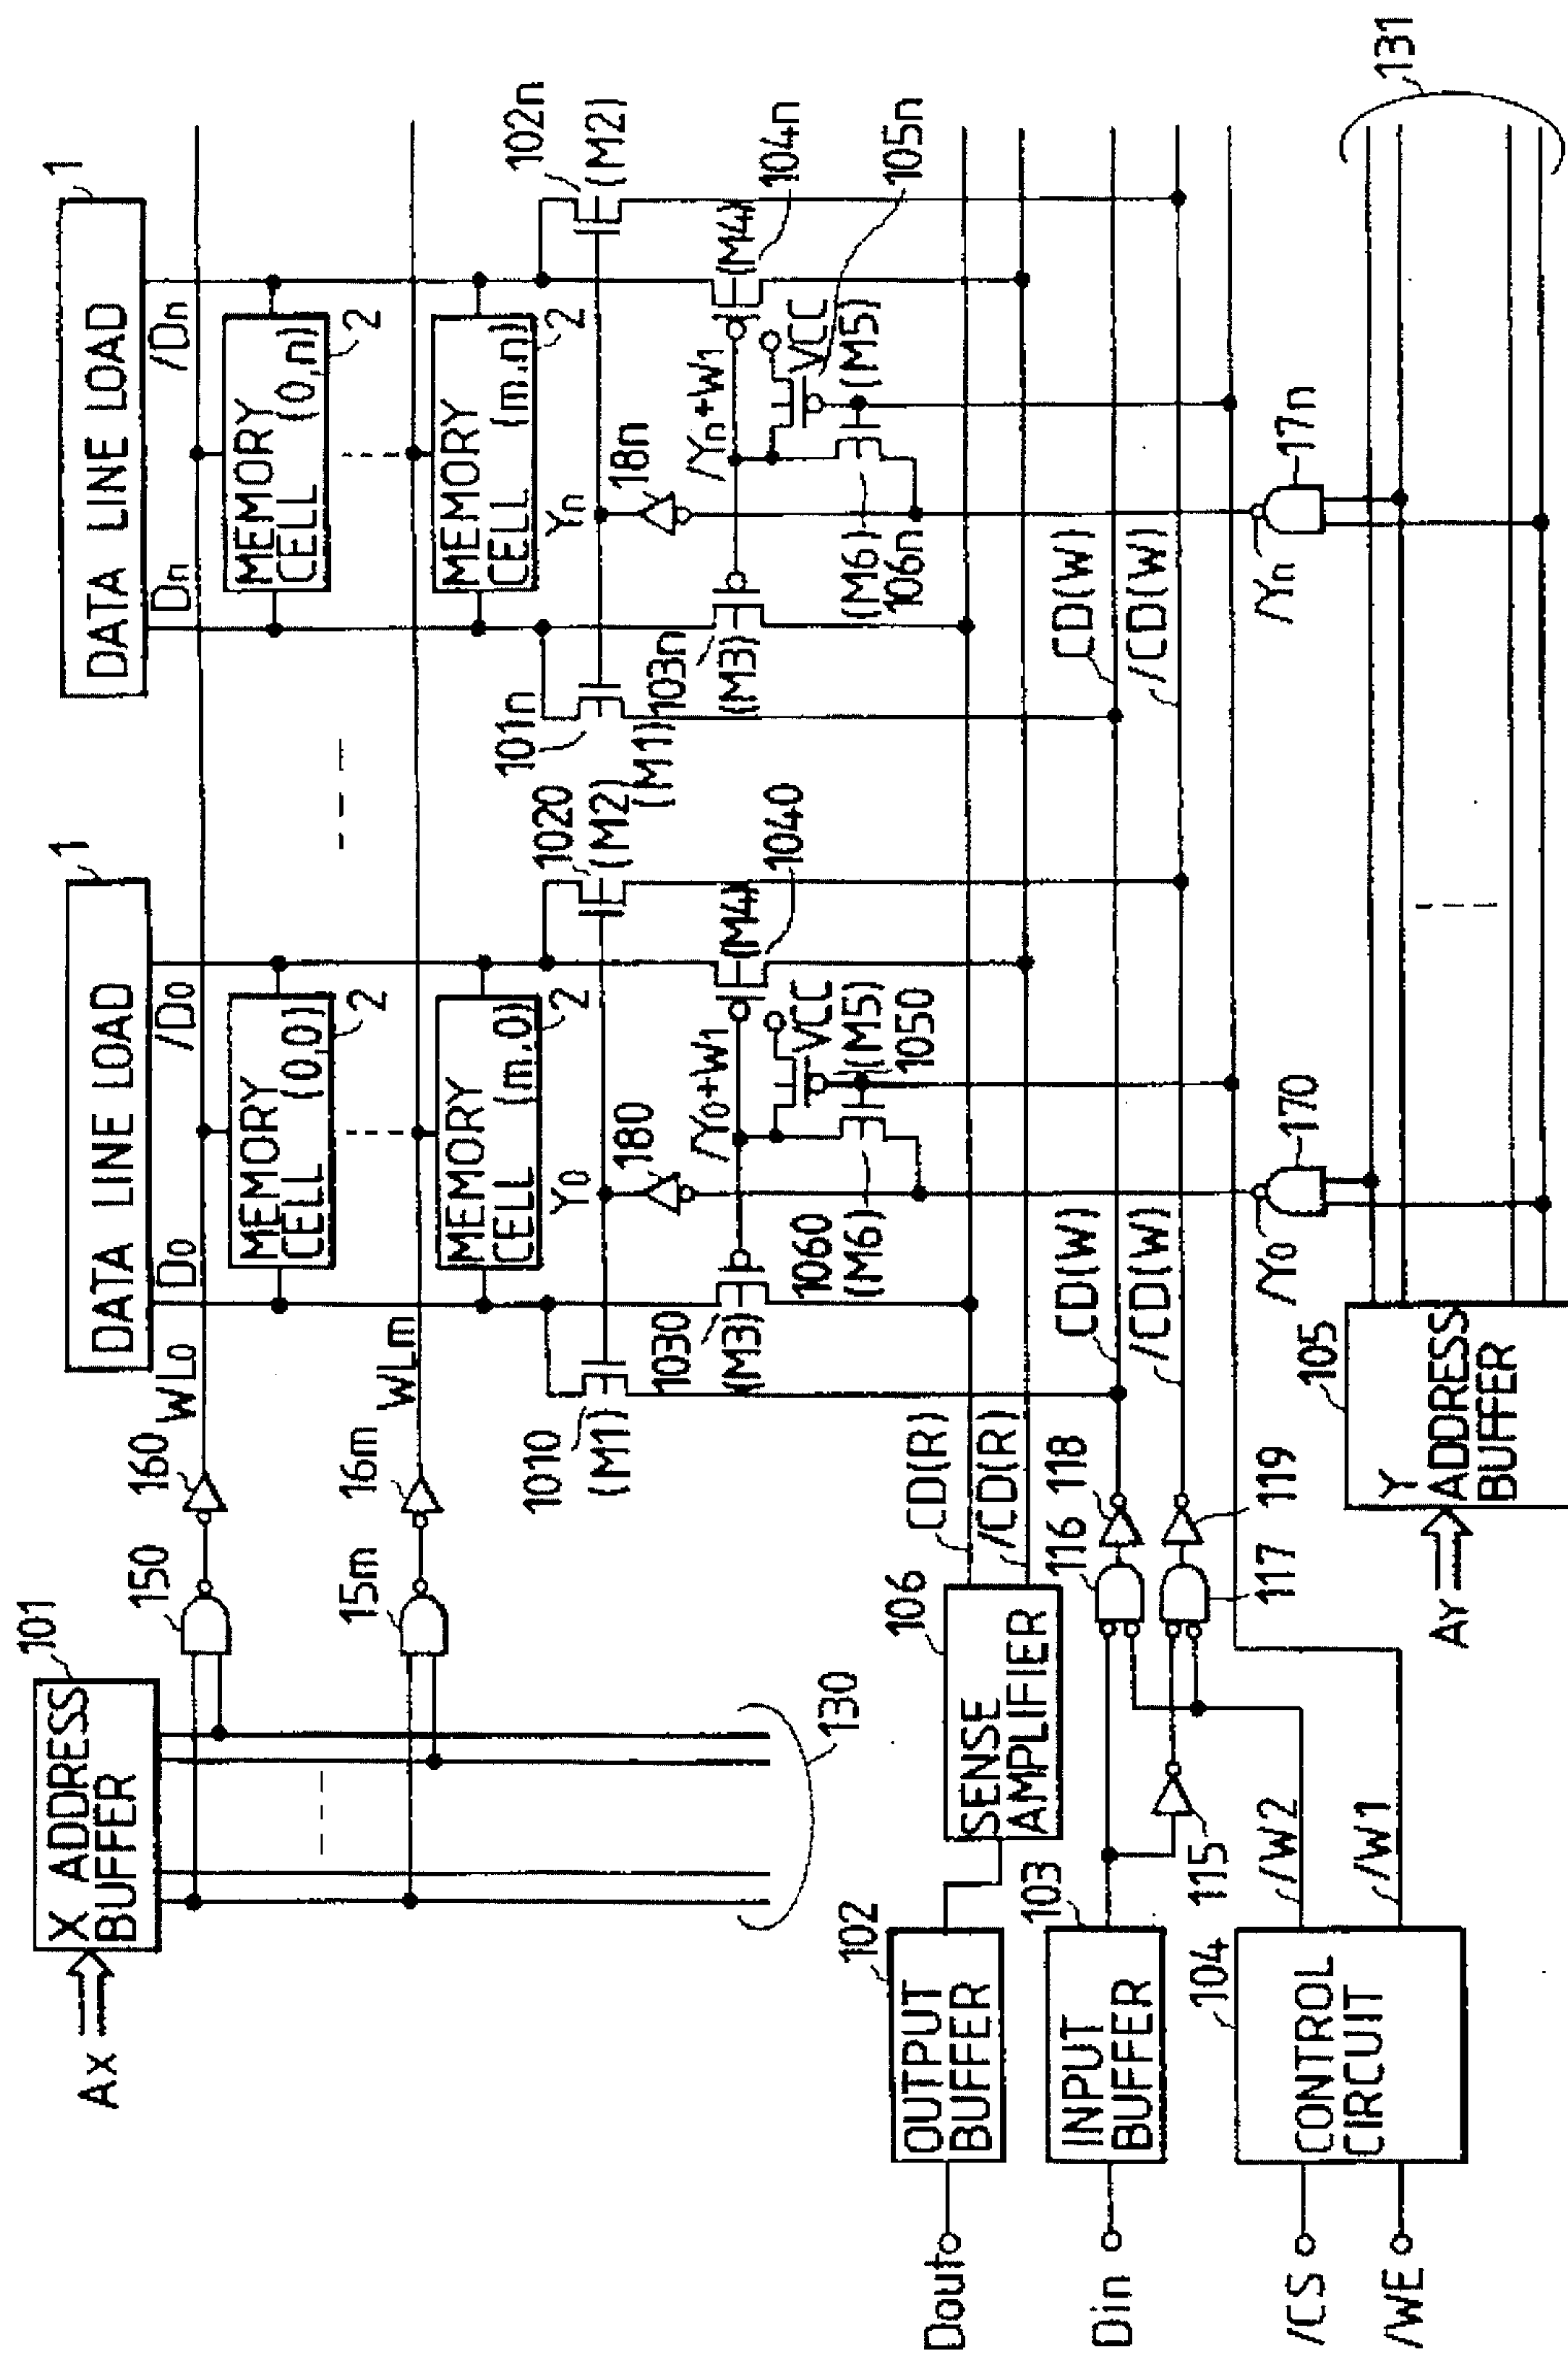 Ax
X ADDRESS
BUFFER
101
130
150
15m
160
16m
WL0
WLm
DATA LINE LOAD
1
D0
/D0
MEMORY
CELL (0,0)
2
MEMORY
CELL (m,0)
2
DATA LINE LOAD
1
Dn
/Dn
MEMORY
CELL (0,n)
2
MEMORY
CELL (m,n)
2
1010
(M1)
Y0
180
1020
(M2)
101n
(M1)
Yn
18n
102n
(M2)
1030
(M3)
/Y0+W1
(M4)
1040
VCC
(M5)
1050
1060
(M6)
103n
(M3)
/Yn+W1
(M4)
104n
VCC
(M5)
105n
(M6)
106n
Dout
OUTPUT
BUFFER
102
SENSE
AMPLIFIER
106
CD(R)
/CD(R)
Din
INPUT
BUFFER
103
115
116
118
117
119
CD(W)
/CD(W)
CD(W)
/CD(W)
/CS
/WE
CONTROL
CIRCUIT
104
/W2
/W1
AY
Y
ADDRESS
BUFFER
105
/Y0
170
/Yn
17n
131